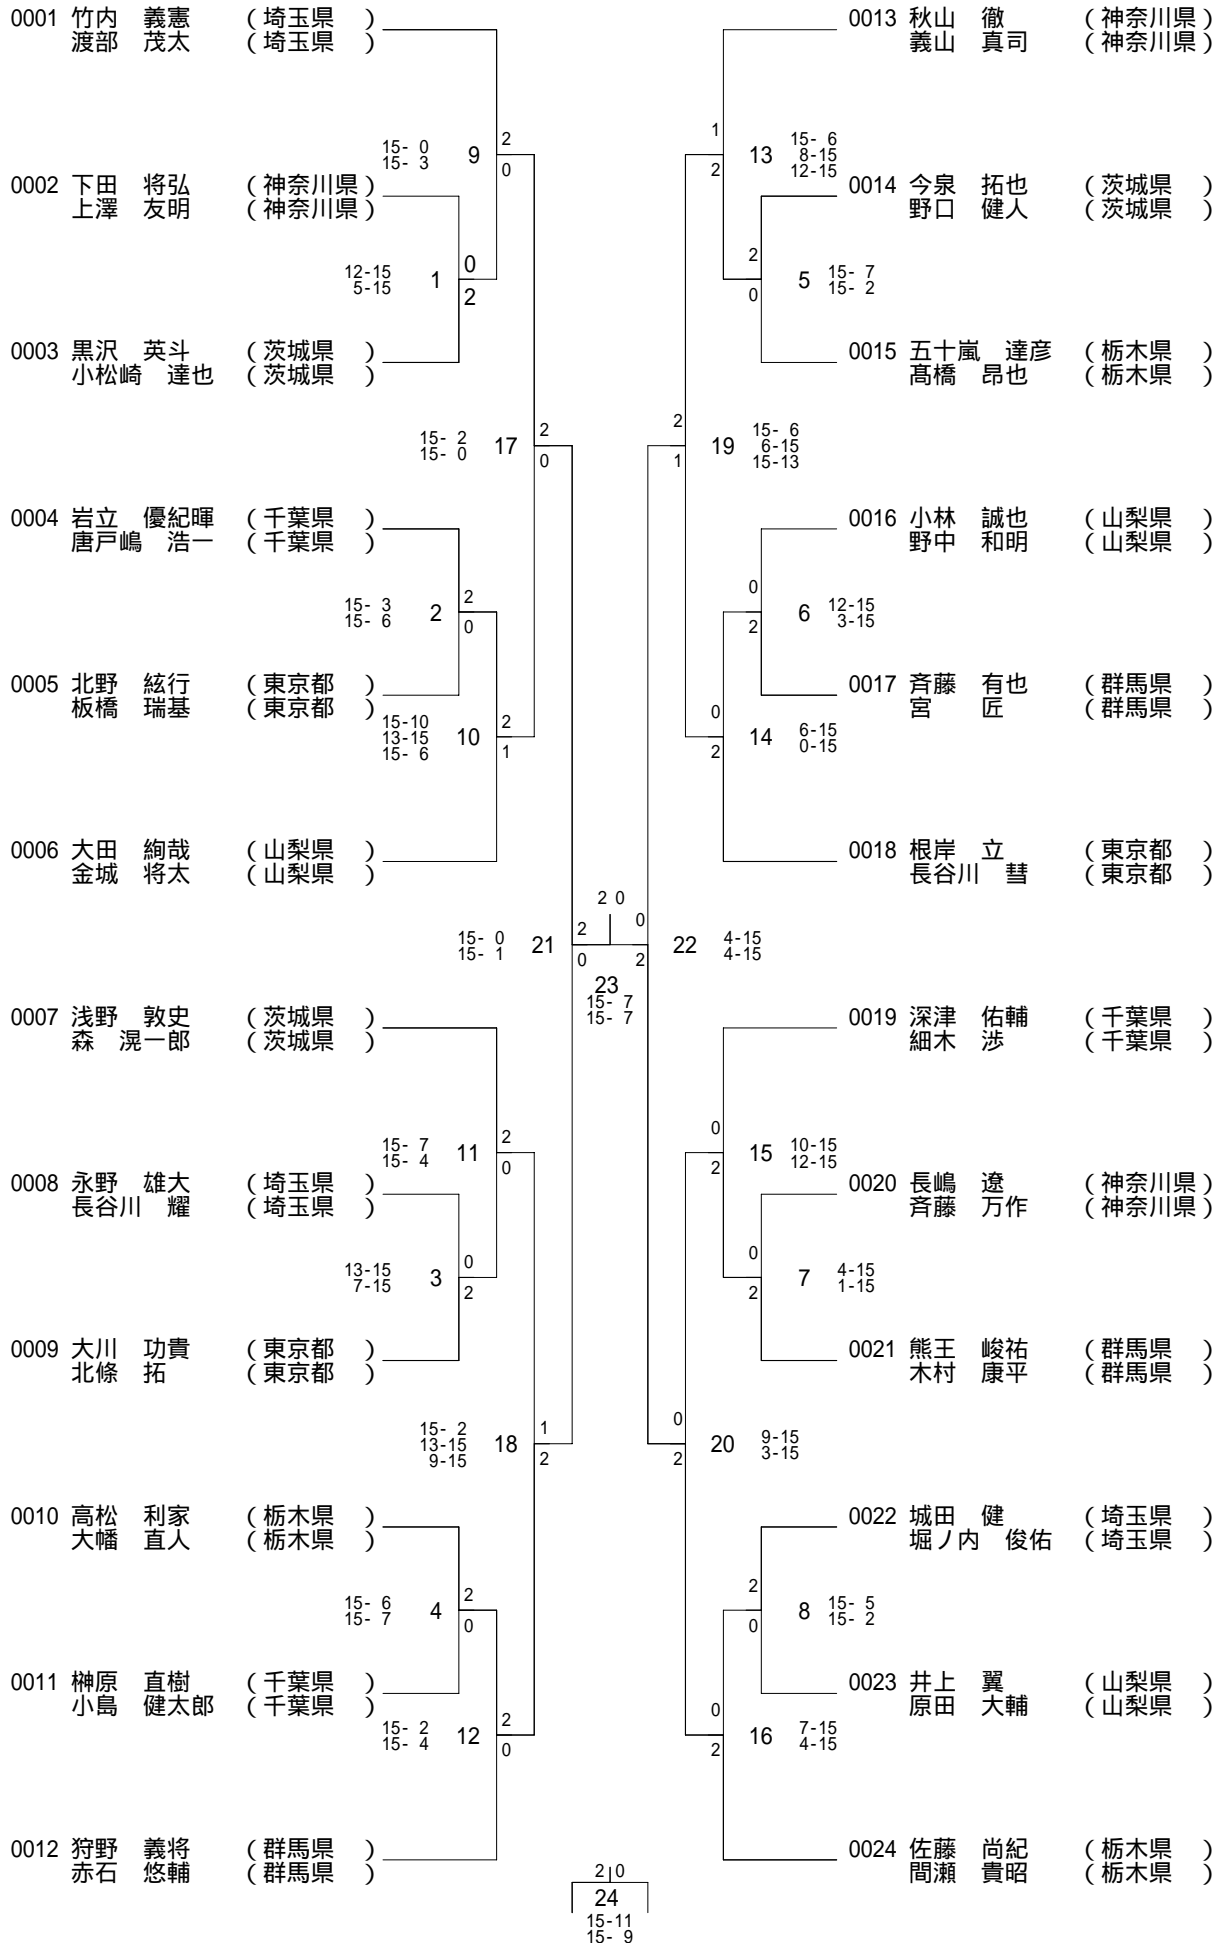 0001 竹内 義憲 (埼玉県)
渡部 茂太 (埼玉県)
15- 0
15- 3
9
2
0
0002 下田 将弘 (神奈川県)
上澤 友明 (神奈川県)
12-15
5-15
1
0
2
0003 黒沢 英斗 (茨城県)
小松崎 達也 (茨城県)
15- 2
15- 0
17
2
0
0004 岩立 優紀暉 (千葉県)
唐戸嶋 浩一 (千葉県)
15- 3
15- 6
2
2
0
0005 北野 絃行 (東京都)
板橋 瑞基 (東京都)
15-10
13-15
15- 6
10
2
1
0006 大田 絢哉 (山梨県)
金城 将太 (山梨県)
15- 0
15- 1
21
2
0
0007 浅野 敦史 (茨城県)
森 滉一郎 (茨城県)
15- 7
15- 4
11
2
0
0008 永野 雄大 (埼玉県)
長谷川 耀 (埼玉県)
13-15
7-15
3
0
2
0009 大川 功貴 (東京都)
北條 拓 (東京都)
15- 2
13-15
9-15
18
1
2
0010 高松 利家 (栃木県)
大幡 直人 (栃木県)
15- 6
15- 7
4
2
0
0011 榊原 直樹 (千葉県)
小島 健太郎 (千葉県)
15- 2
15- 4
12
2
0
0012 狩野 義将 (群馬県)
赤石 悠輔 (群馬県)
2 0
23
15- 7
15- 7
2 0
24
15-11
15- 9
0013 秋山 徹 (神奈川県)
義山 真司 (神奈川県)
1
2
13
15- 6
8-15
12-15
0014 今泉 拓也 (茨城県)
野口 健人 (茨城県)
2
0
5
15- 7
15- 2
0015 五十嵐 達彦 (栃木県)
髙橋 昂也 (栃木県)
2
1
19
15- 6
6-15
15-13
0016 小林 誠也 (山梨県)
野中 和明 (山梨県)
0
2
6
12-15
3-15
0017 斉藤 有也 (群馬県)
宮 匠 (群馬県)
0
2
14
6-15
0-15
0018 根岸 立 (東京都)
長谷川 彗 (東京都)
0
2
22
4-15
4-15
0019 深津 佑輔 (千葉県)
細木 渉 (千葉県)
0
2
15
10-15
12-15
0020 長嶋 遼 (神奈川県)
斉藤 万作 (神奈川県)
0
2
7
4-15
1-15
0021 熊王 峻祐 (群馬県)
木村 康平 (群馬県)
0
2
20
9-15
3-15
0022 城田 健 (埼玉県)
堀ノ内 俊佑 (埼玉県)
2
0
8
15- 5
15- 2
0023 井上 翼 (山梨県)
原田 大輔 (山梨県)
0
2
16
7-15
4-15
0024 佐藤 尚紀 (栃木県)
間瀬 貴昭 (栃木県)